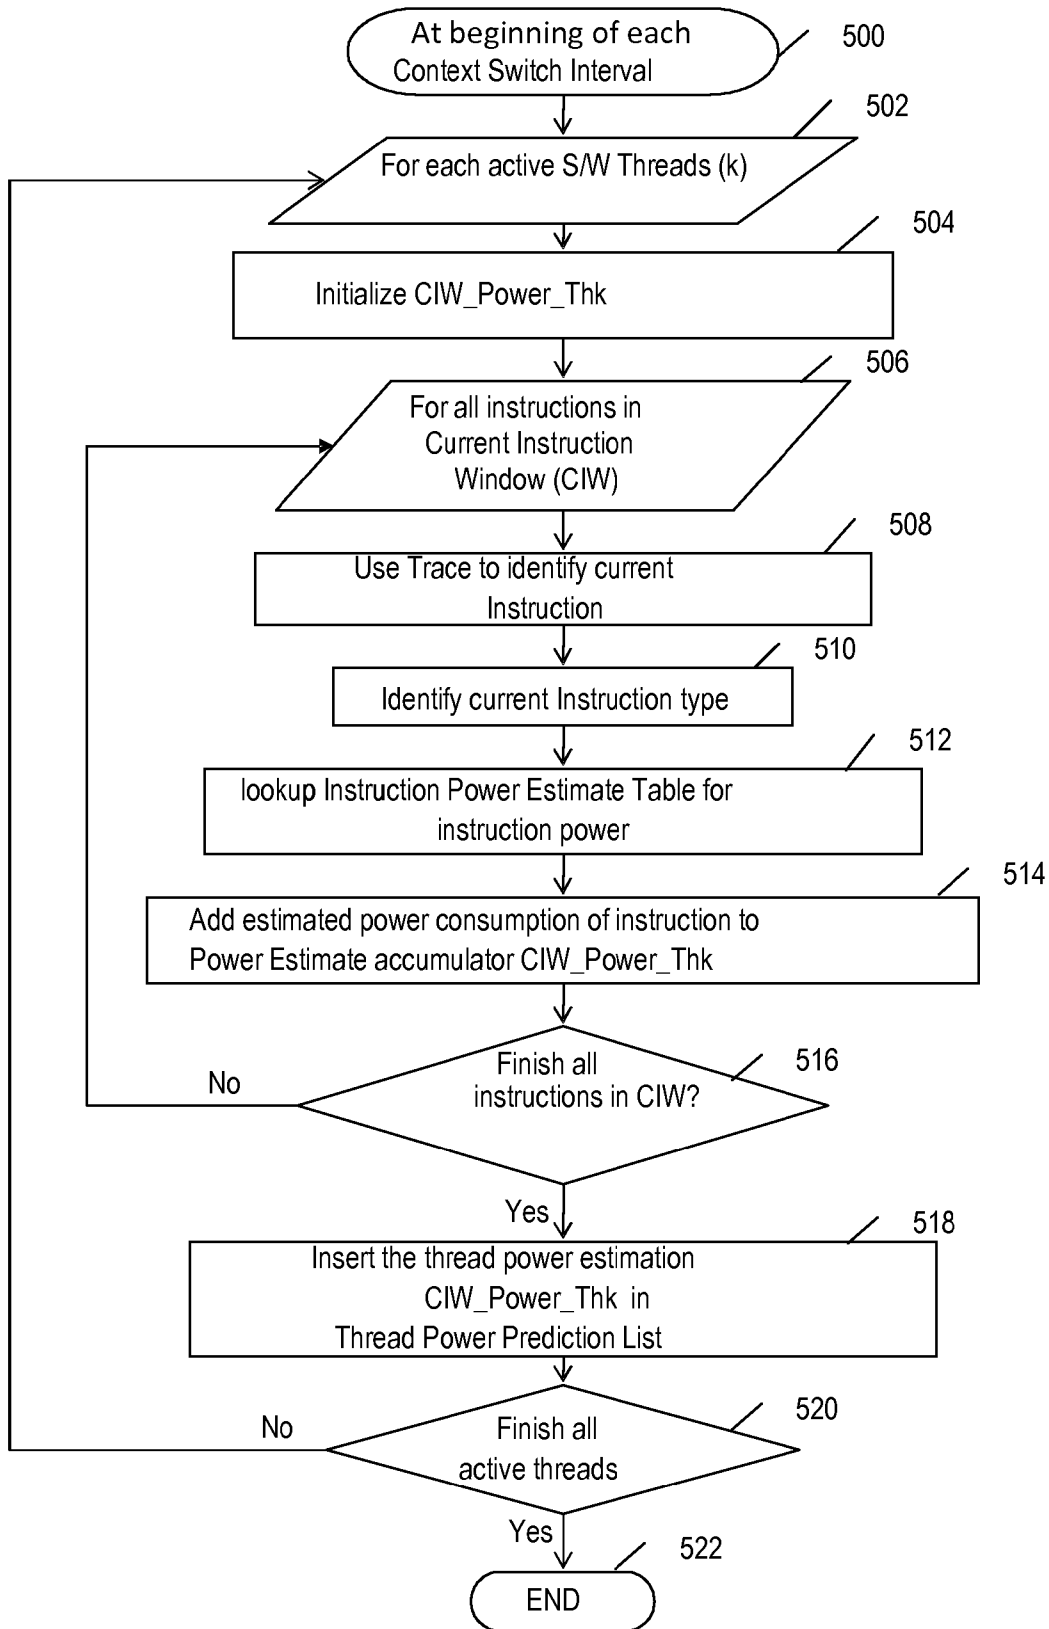 At beginning of each
Context Switch Interval
500
502
For each active S/W Threads (k)
504
Initialize CIW_Power_Thk
506
For all instructions in
Current Instruction
Window (CIW)
508
Use Trace to identify current
Instruction
510
Identify current Instruction type
512
lookup Instruction Power Estimate Table for
instruction power
514
Add estimated power consumption of instruction to
Power Estimate accumulator CIW_Power_Thk
516
Finish all
instructions in CIW?
No
Yes
518
Insert the thread power estimation
CIW_Power_Thk in
Thread Power Prediction List
520
No
Finish all
active threads
Yes
522
END